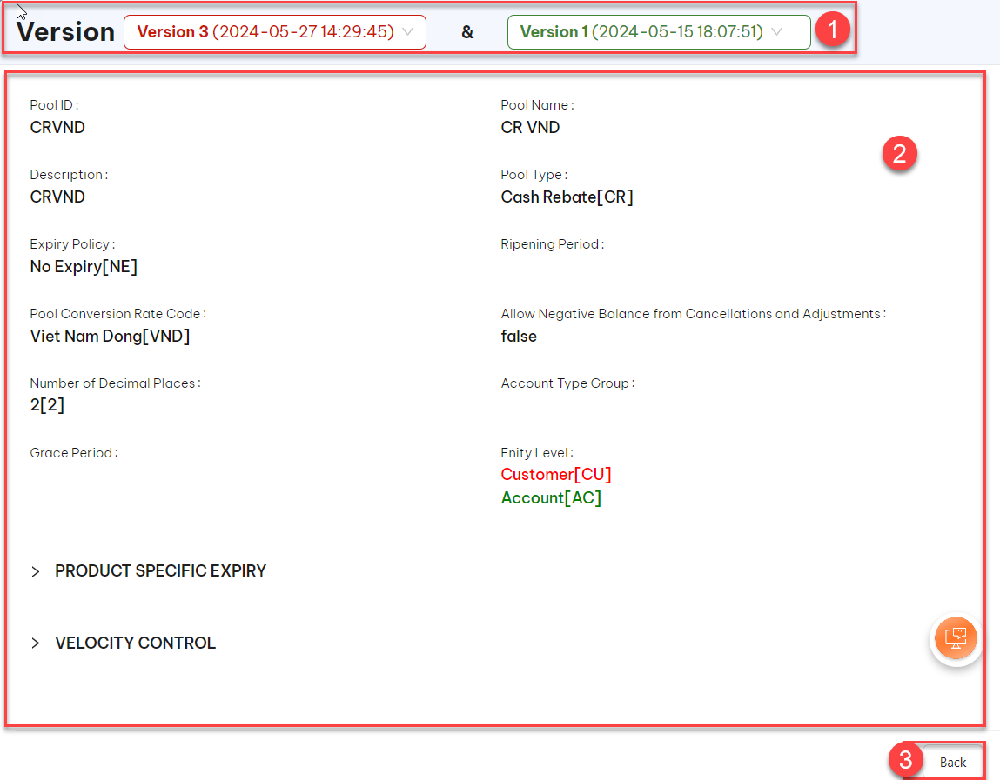 Version Version 3 (2024-05-27 14:29:45) & Version 1 (2024-05-15 18:07:51) 1
Pool ID : Pool Name :
CRVND CR VND
2
Description : Pool Type :
CRVND Cash Rebate[CR]
Expiry Policy : Ripening Period :
No Expiry[NE]
Pool Conversion Rate Code : Allow Negative Balance from Cancellations and Adjustments :
Viet Nam Dong[VND] false
Number of Decimal Places : Account Type Group :
2[2]
Grace Period : Enity Level :
Customer[CU]
Account[AC]
> PRODUCT SPECIFIC EXPIRY
> VELOCITY CONTROL
3 Back